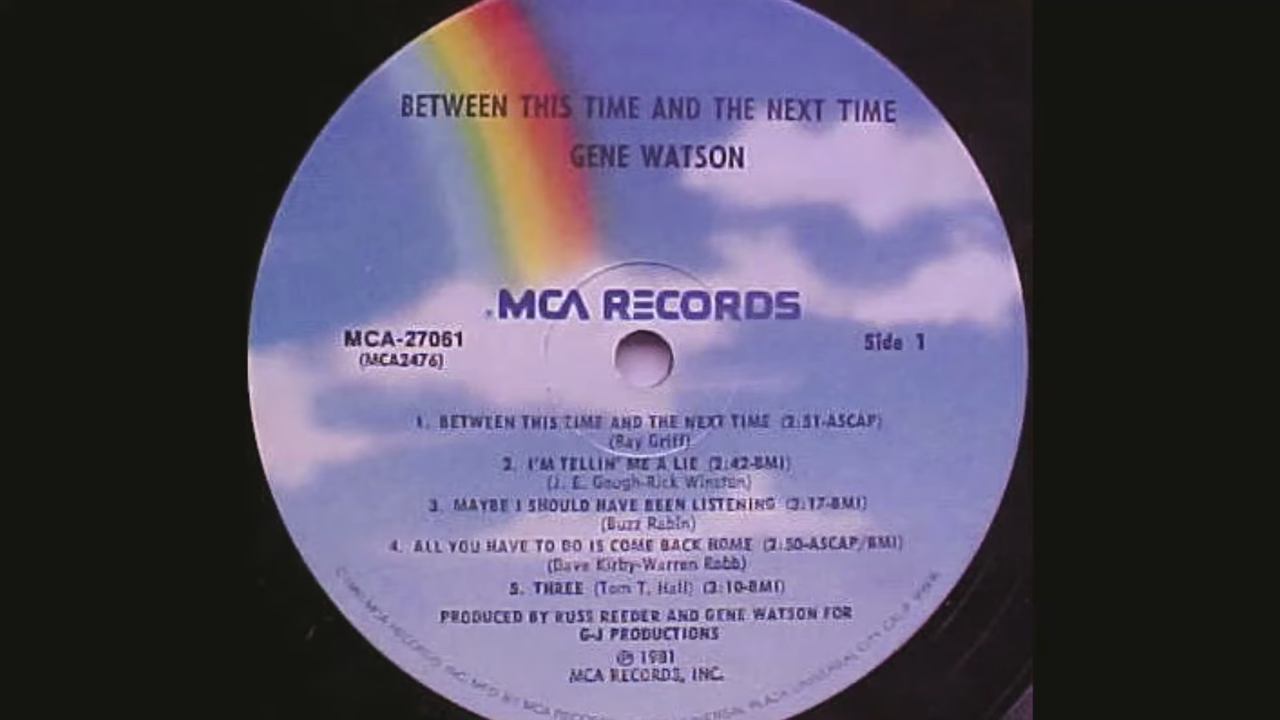 BETWEEN THIS TIME AND THE NEXT TIME
GENE WATSON
MCA RECORDS
MCA-27061
(MCA2476)
Side 1
1. BETWEEN THIS TIME AND THE NEXT TIME (2:51-ASCAP)
(Ray Griff)
2. I'M TELLIN' ME A LIE (2:42-BMI)
(J. E. Gough-Rick Winston)
3. MAYBE I SHOULD HAVE BEEN LISTENING (3:17-BMI)
(Buzz Rabin)
4. ALL YOU HAVE TO DO IS COME BACK HOME (2:50-ASCAP/BMI)
(Dave Kirby-Warren Robb)
5. THREE (Tom T. Hall) (3:10-BMI)
PRODUCED BY RUSS REEDER AND GENE WATSON FOR
G-J PRODUCTIONS
℗ 1981
MCA RECORDS, INC.
MCA RECORDS, INC.